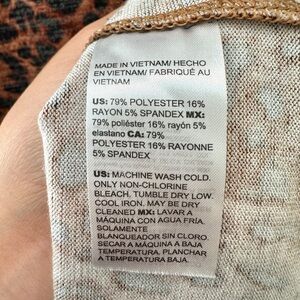 MADE IN VIETNAM/ HECHO
EN VIETNAM/ FABRIQUÉ AU
VIETNAM
US: 79% POLYESTER 16%
RAYON 5% SPANDEX MX:
79% poliéster 16% rayón 5%
elastano CA: 79%
POLYESTER 16% RAYONNE
5% SPANDEX
US: MACHINE WASH COLD.
ONLY NON-CHLORINE
BLEACH. TUMBLE DRY LOW.
COOL IRON. MAY BE DRY
CLEANED MX: LAVAR A
MÁQUINA CON AGUA FRÍA.
SOLAMENTE
BLANQUEADOR SIN CLORO.
SECAR A MÁQUINA A BAJA
TEMPERATURA. PLANCHAR
A TEMPERATURA BAJA.